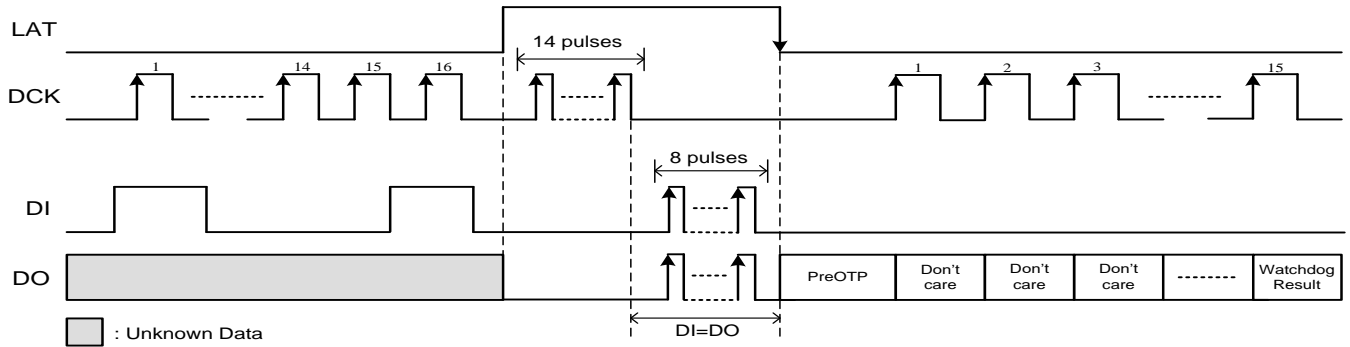 LAT
14 pulses
DCK
1
14
15
16
1
2
3
15
8 pulses
DI
DO
PreOTP
Don't
care
Don't
care
Don't
care
Watchdog
Result
DI=DO
: Unknown Data